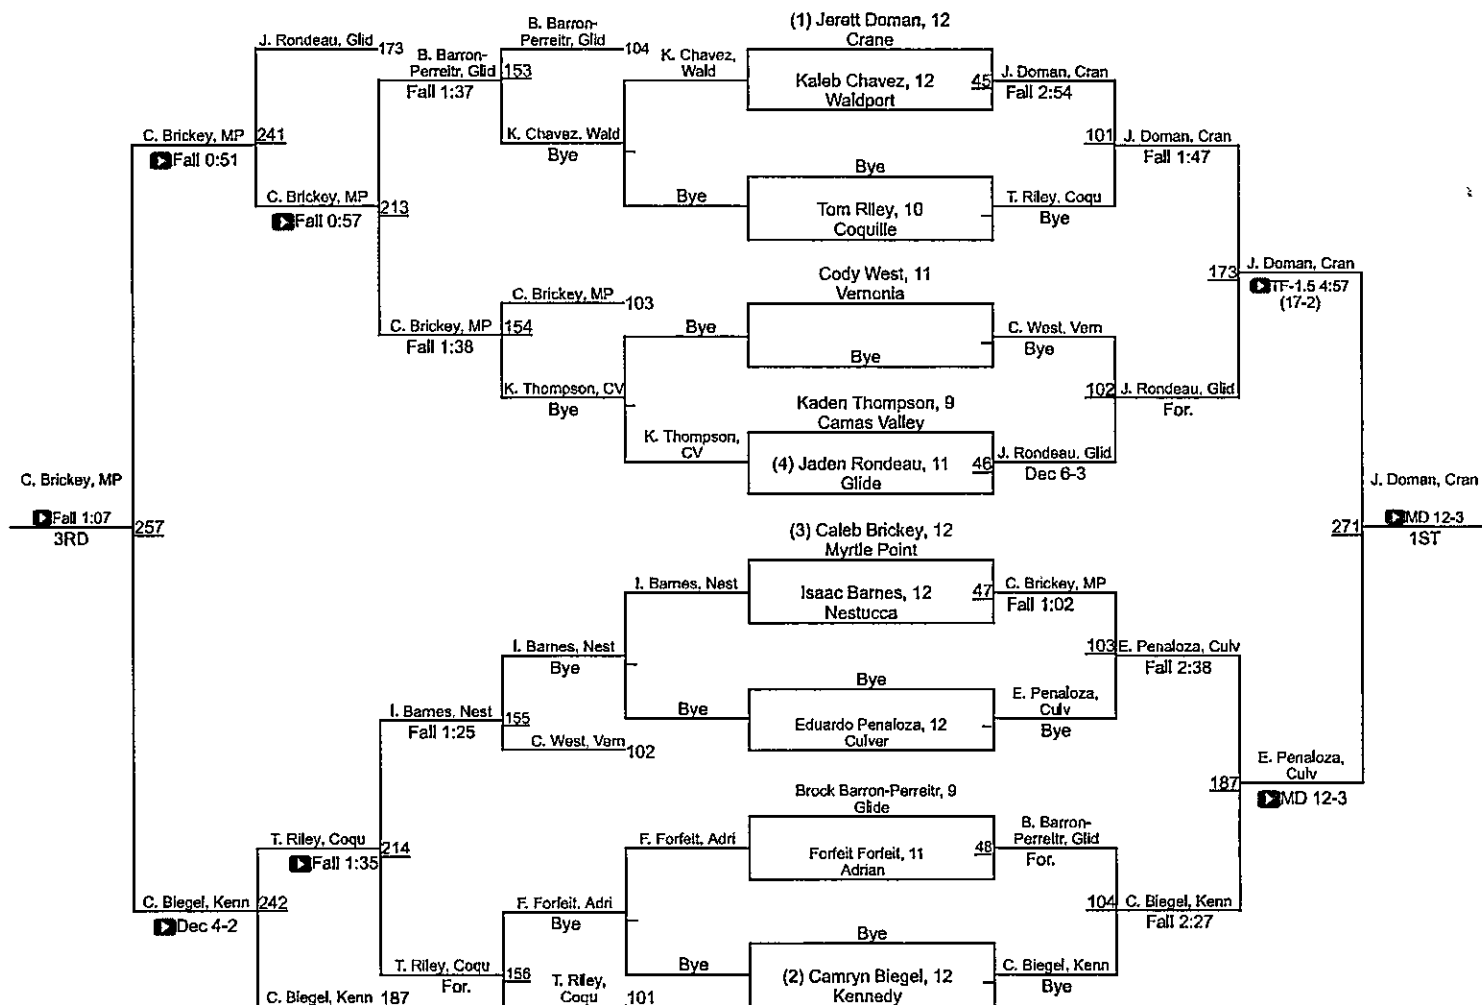 (1) Jerett Doman, 12
Crane
Kaleb Chavez, 12
Waldport
45
Bye
Tom Riley, 10
Coquille
Cody West, 11
Vernonia
Bye
Kaden Thompson, 9
Camas Valley
(4) Jaden Rondeau, 11
Glide
46
(3) Caleb Brickey, 12
Myrtle Point
Isaac Barnes, 12
Nestucca
47
Bye
Eduardo Penaloza, 12
Culver
Brock Barron-Perreitr, 9
Glide
Forfeit Forfeit, 11
Adrian
48
Bye
(2) Camryn Biegel, 12
Kennedy
J. Doman, Cran
Fall 2:54
T. Riley, Coqu
Bye
C. West, Vern
Bye
J. Rondeau, Glid
Dec 6-3
C. Brickey, MP
Fall 1:02
E. Penaloza,
Culv
Bye
B. Barron-
Perreitr, Glid
For.
C. Biegel, Kenn
Bye
101
J. Doman, Cran
Fall 1:47
102
J. Rondeau, Glid
For.
103
E. Penaloza, Culv
Fall 2:38
104
C. Biegel, Kenn
Fall 2:27
173
J. Doman, Cran
TF-1.5 4:57
(17-2)
187
E. Penaloza,
Culv
MD 12-3
271
J. Doman, Cran
MD 12-3
1ST
K. Chavez,
Wald
Bye
Bye
K. Thompson,
CV
I. Barnes, Nest
Bye
F. Forfeit, Adri
Bye
B. Barron-
Perreitr, Glid
104
K. Chavez, Wald
Bye
C. Brickey, MP
103
K. Thompson, CV
Bye
I. Barnes, Nest
Bye
C. West, Vern
102
F. Forfeit, Adri
Bye
T. Riley,
Coqu
101
B. Barron-
Perreitr, Glid
153
Fall 1:37
C. Brickey, MP
154
Fall 1:38
I. Barnes, Nest
155
Fall 1:25
T. Riley, Coqu
156
For.
J. Rondeau, Glid
173
C. Brickey, MP
213
Fall 0:57
T. Riley, Coqu
214
Fall 1:35
C. Biegel, Kenn
187
C. Brickey, MP
241
Fall 0:51
C. Biegel, Kenn
242
Dec 4-2
C. Brickey, MP
257
Fall 1:07
3RD